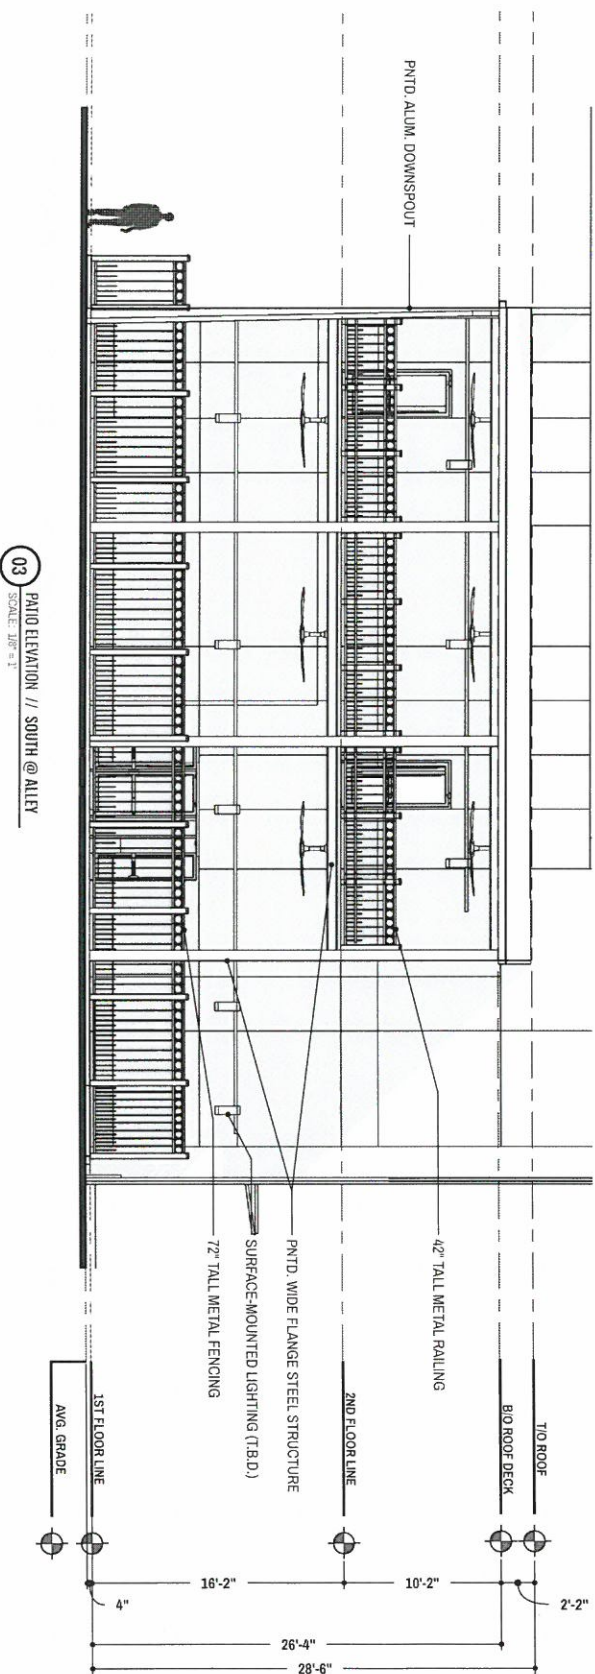 PNTD. ALUM. DOWNSPOUT
42" TALL METAL RAILING
PNTD. WIDE FLANGE STEEL STRUCTURE
SURFACE-MOUNTED LIGHTING (T.B.D.)
72" TALL METAL FENCING
T/O ROOF
B/O ROOF DECK
2ND FLOOR LINE
1ST FLOOR LINE
AVG. GRADE
2'-2"
10'-2"
16'-2"
4"
26'-4"
28'-6"
03
PATIO ELEVATION // SOUTH @ ALLEY
SCALE: 1/8" = 1'